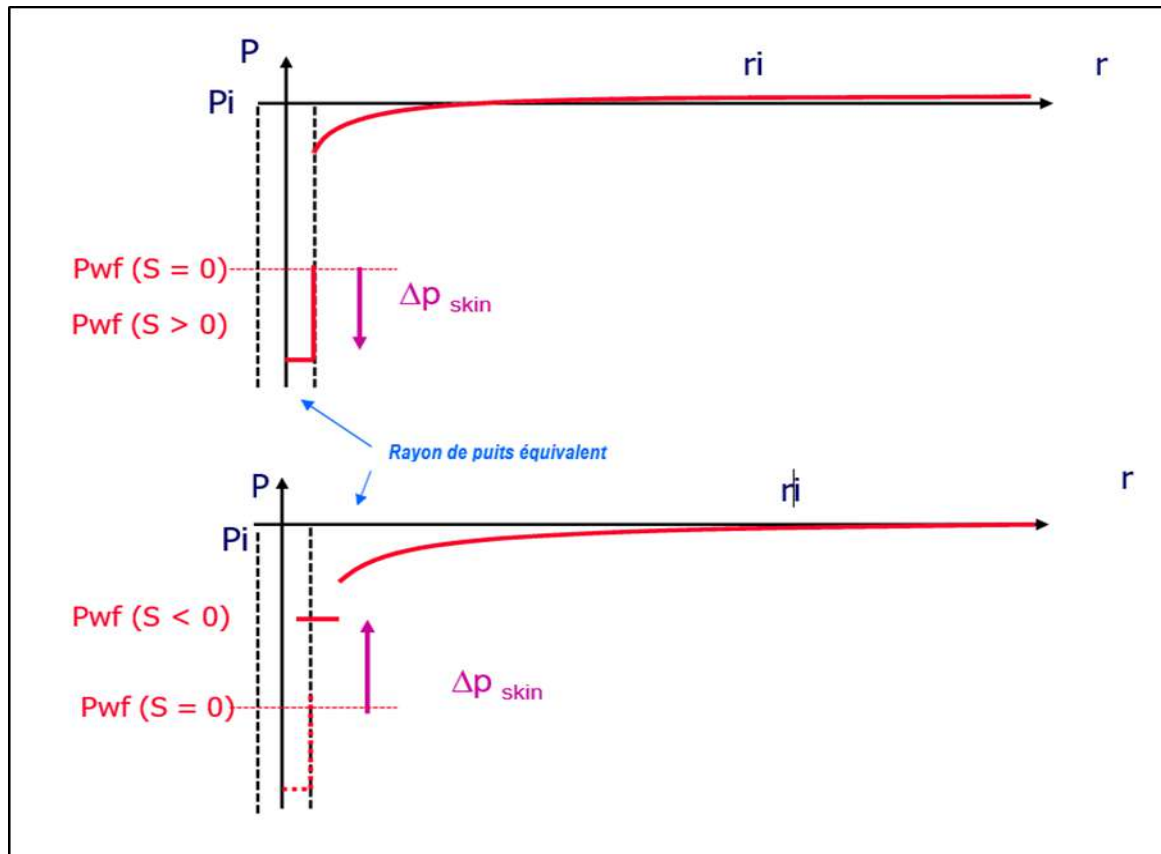 P
ri
r
Pi
Pwf (S = 0)
Δp skin
Pwf (S > 0)
Rayon de puits équivalent
P
ri
r
Pi
Pwf (S < 0)
Δp skin
Pwf (S = 0)